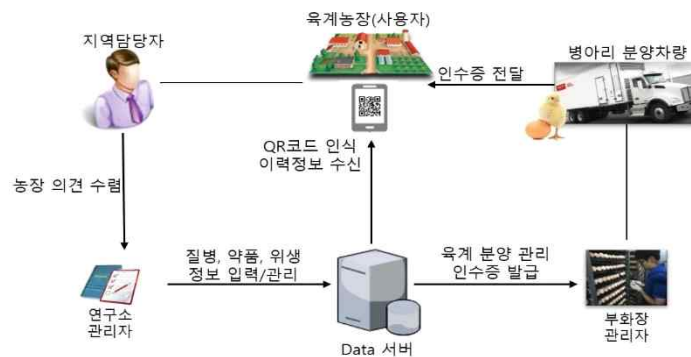 육계농장(사용자)
지역담당자
병아리 분양차량
인수증 전달
QR코드 인식
이력정보 수신
농장 의견 수렴
질병, 약품, 위생
정보 입력/관리
육계 분양 관리
인수증 발급
연구소
관리자
Data 서버
부화장
관리자